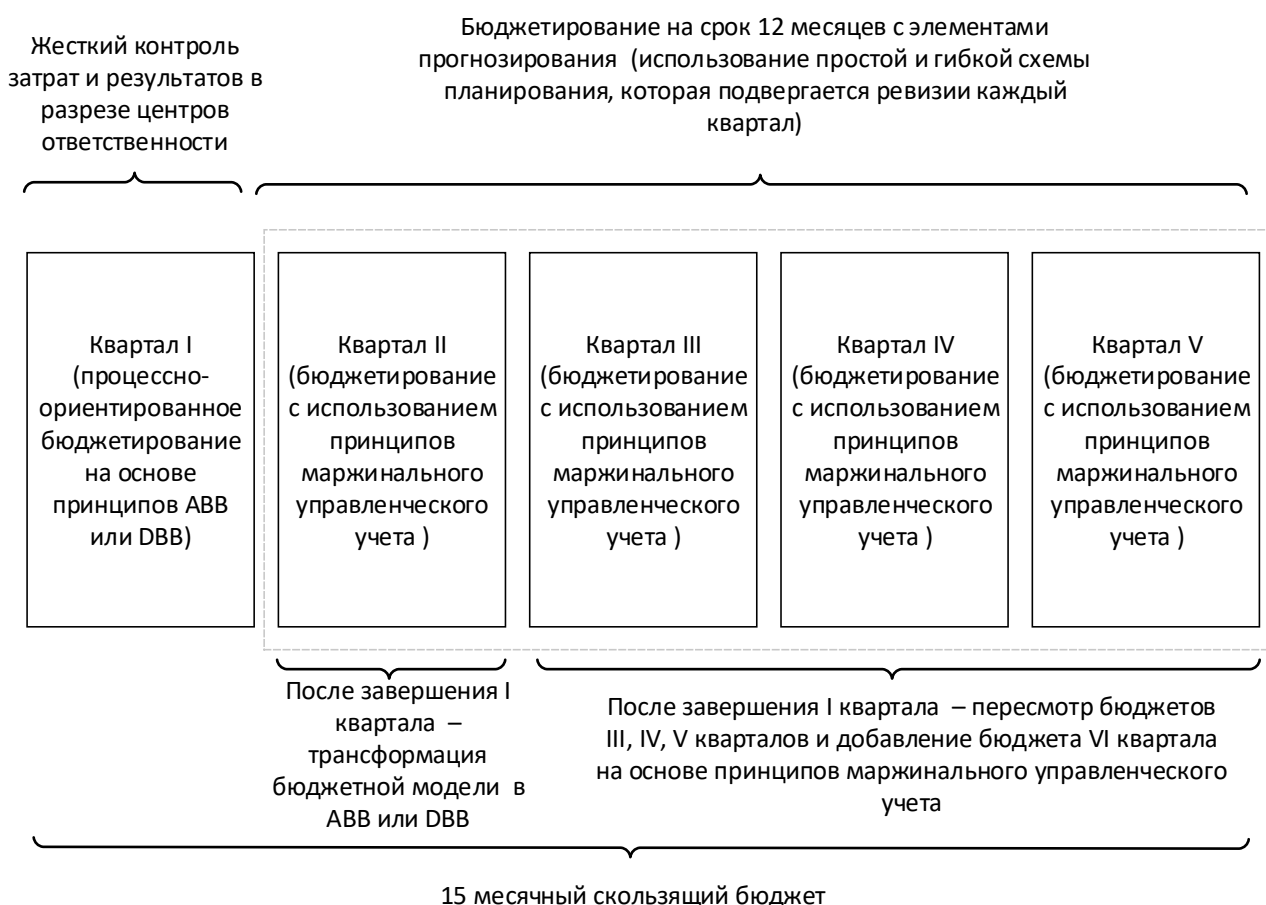 Жесткий контроль
затрат и результатов в
разрезе центров
ответственности
Бюджетирование на срок 12 месяцев с элементами
прогнозирования (использование простой и гибкой схемы
планирования, которая подвергается ревизии каждый
квартал)
Квартал I
(процессно-
ориентированное
бюджетирование
на основе
принципов ABB
или DBB)
Квартал II
(бюджетирование
с использованием
принципов
маржинального
управленческого
учета )
Квартал III
(бюджетирование
с использованием
принципов
маржинального
управленческого
учета )
Квартал IV
(бюджетирование
с использованием
принципов
маржинального
управленческого
учета )
Квартал V
(бюджетирование
с использованием
принципов
маржинального
управленческого
учета )
После завершения I
квартала –
трансформация
бюджетной модели в
ABB или DBB
После завершения I квартала – пересмотр бюджетов
III, IV, V кварталов и добавление бюджета VI квартала
на основе принципов маржинального управленческого
учета
15 месячный скользящий бюджет